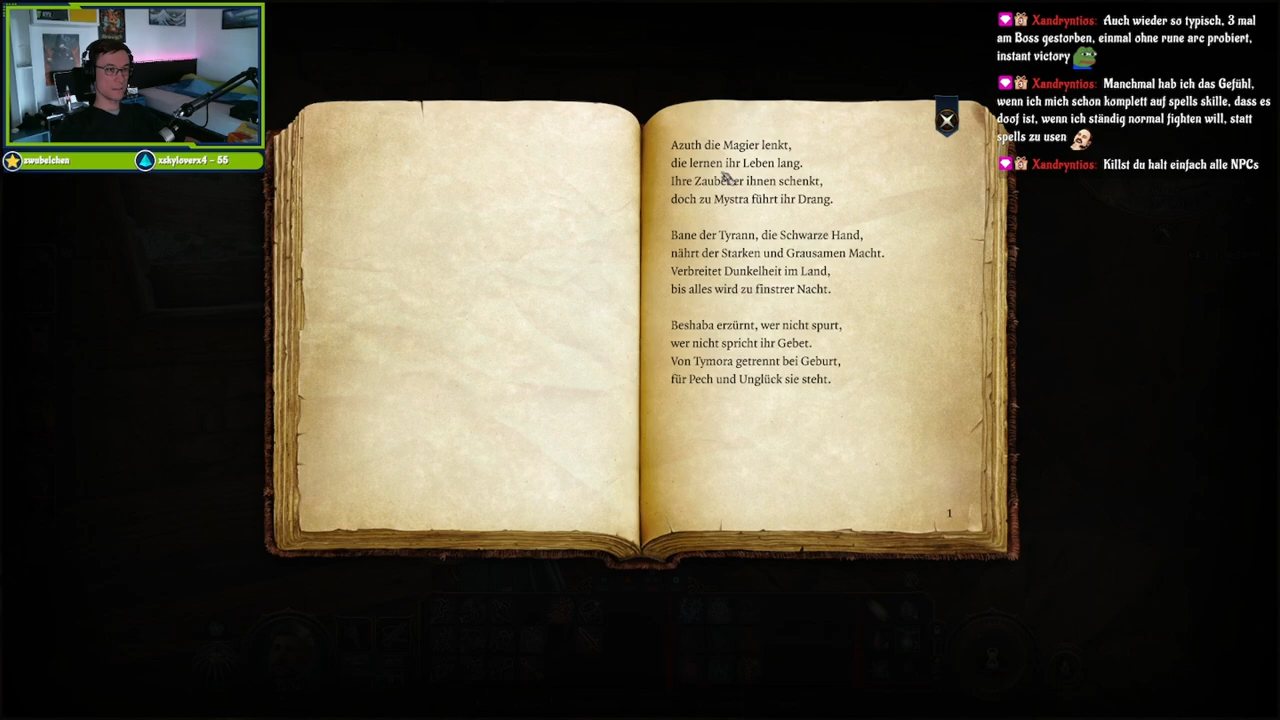 zwubelchen
xskyloverx4 - 55
Azuth die Magier lenkt,
die lernen ihr Leben lang.
Ihre Zauber er ihnen schenkt,
doch zu Mystra führt ihr Drang.
Bane der Tyrann, die Schwarze Hand,
nährt der Starken und Grausamen Macht.
Verbreitet Dunkelheit im Land,
bis alles wird zu finstrer Nacht.
Beshaba erzürnt, wer nicht spurt,
wer nicht spricht ihr Gebet.
Von Tymora getrennt bei Geburt,
für Pech und Unglück sie steht.
1
Xandryntios: Auch wieder so typisch, 3 mal
am Boss gestorben, einmal ohne rune arc probiert,
instant victory
Xandryntios: Manchmal hab ich das Gefühl,
wenn ich mich schon komplett auf spells skille, dass es
doof ist, wenn ich ständig normal fighten will, statt
spells zu usen
Xandryntios: Killst du halt einfach alle NPCs